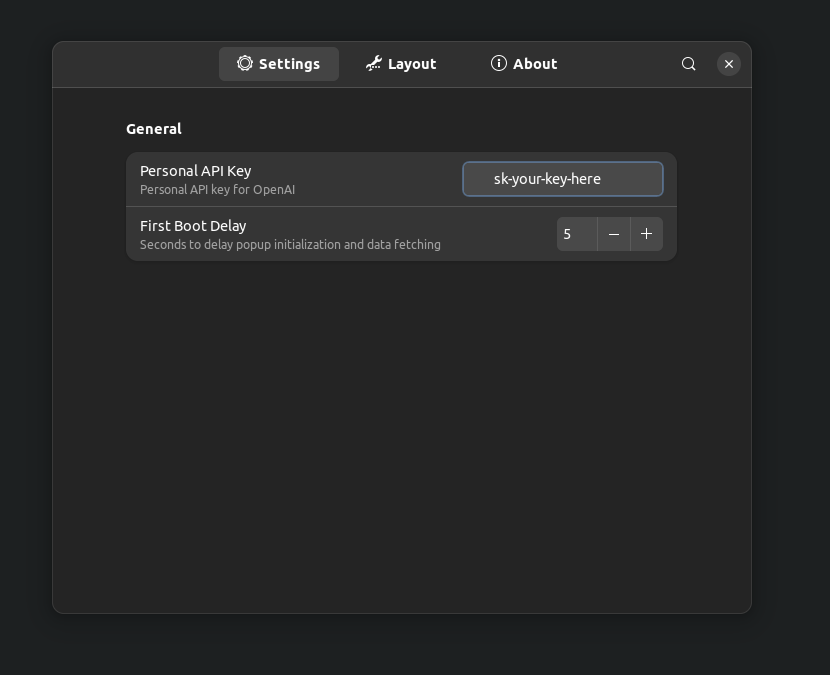 Settings
Layout
About
General
Personal API Key
Personal API key for OpenAI
sk-your-key-here
First Boot Delay
Seconds to delay popup initialization and data fetching
5